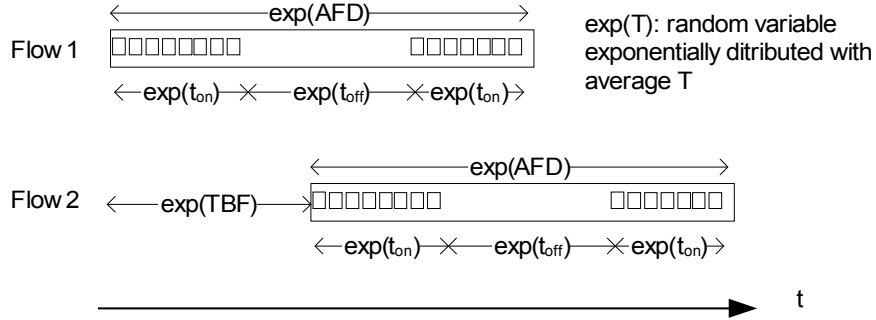 exp(AFD)
Flow 1
exp(ton) exp(toff) exp(ton)
exp(T): random variable
exponentially ditributed with
average T
exp(AFD)
Flow 2
exp(TBF)
exp(ton) exp(toff) exp(ton)
t